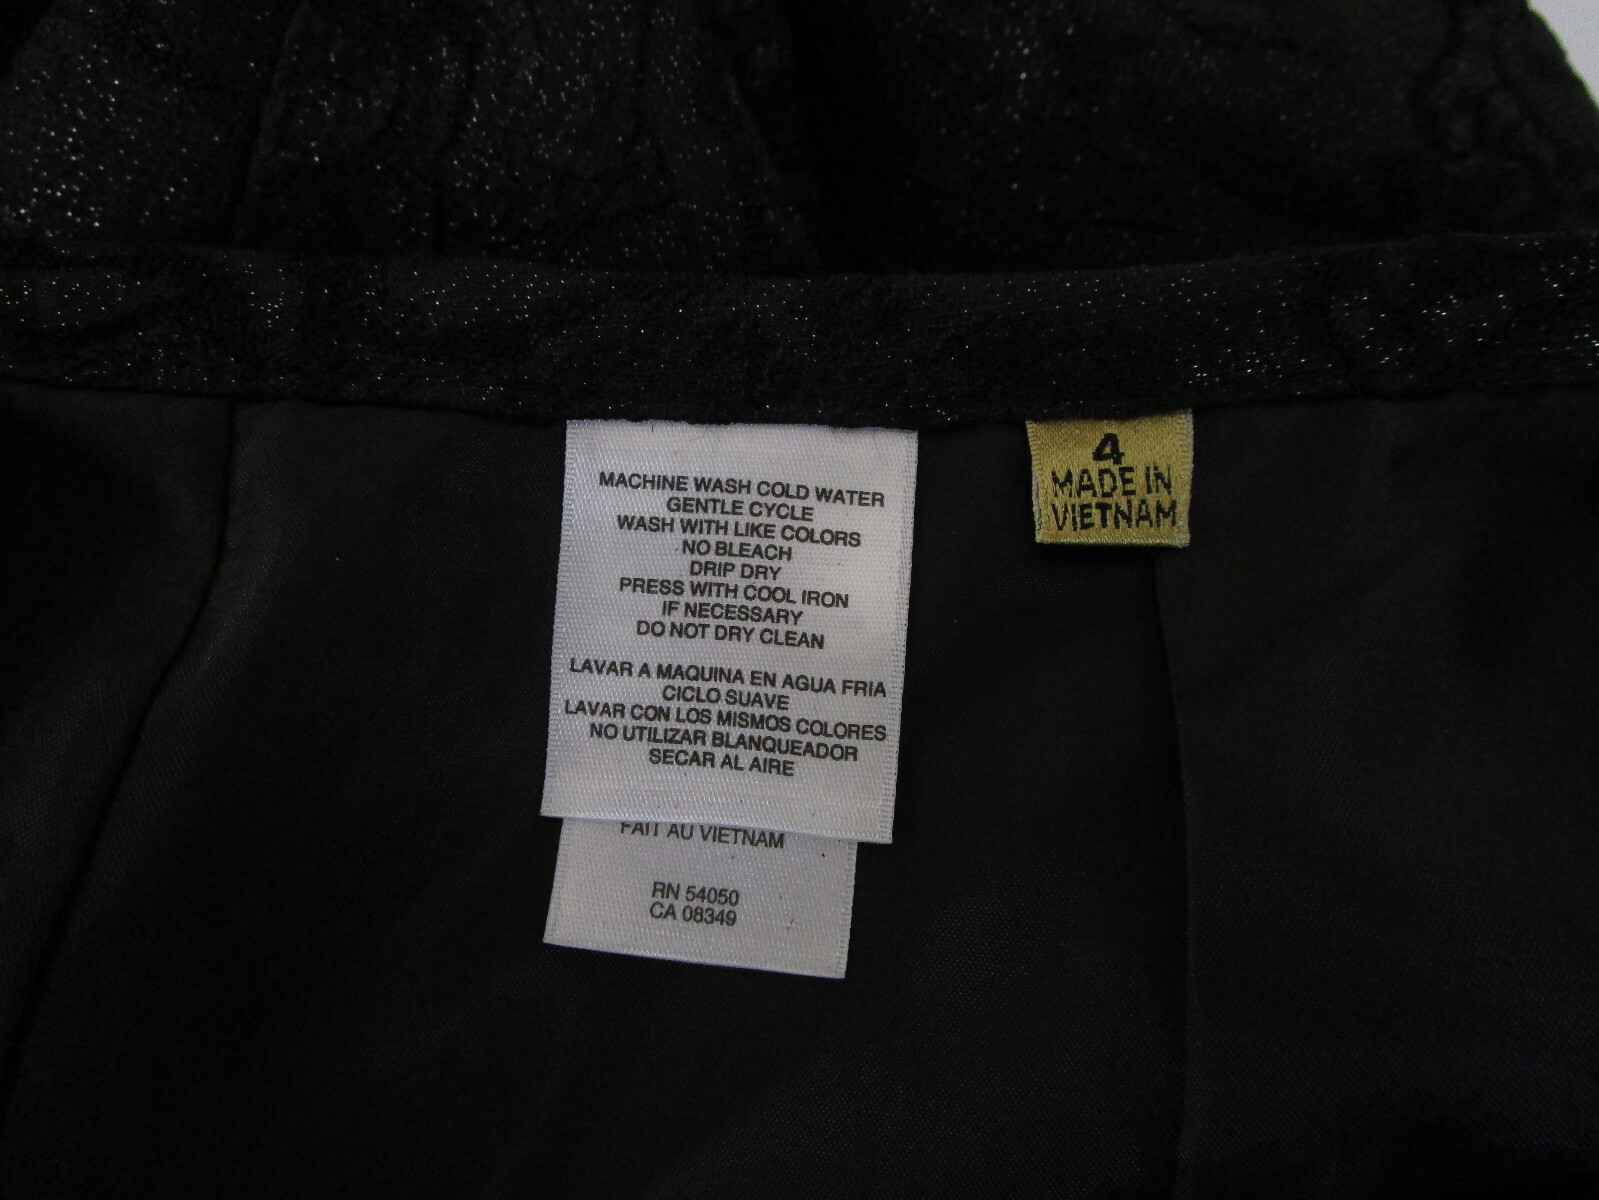 MACHINE WASH COLD WATER
GENTLE CYCLE
WASH WITH LIKE COLORS
NO BLEACH
DRIP DRY
PRESS WITH COOL IRON
IF NECESSARY
DO NOT DRY CLEAN
LAVAR A MAQUINA EN AGUA FRIA
CICLO SUAVE
LAVAR CON LOS MISMOS COLORES
NO UTILIZAR BLANQUEADOR
SECAR AL AIRE
FAIT AU VIETNAM
RN 54050
CA 08349
4
MADE IN
VIETNAM